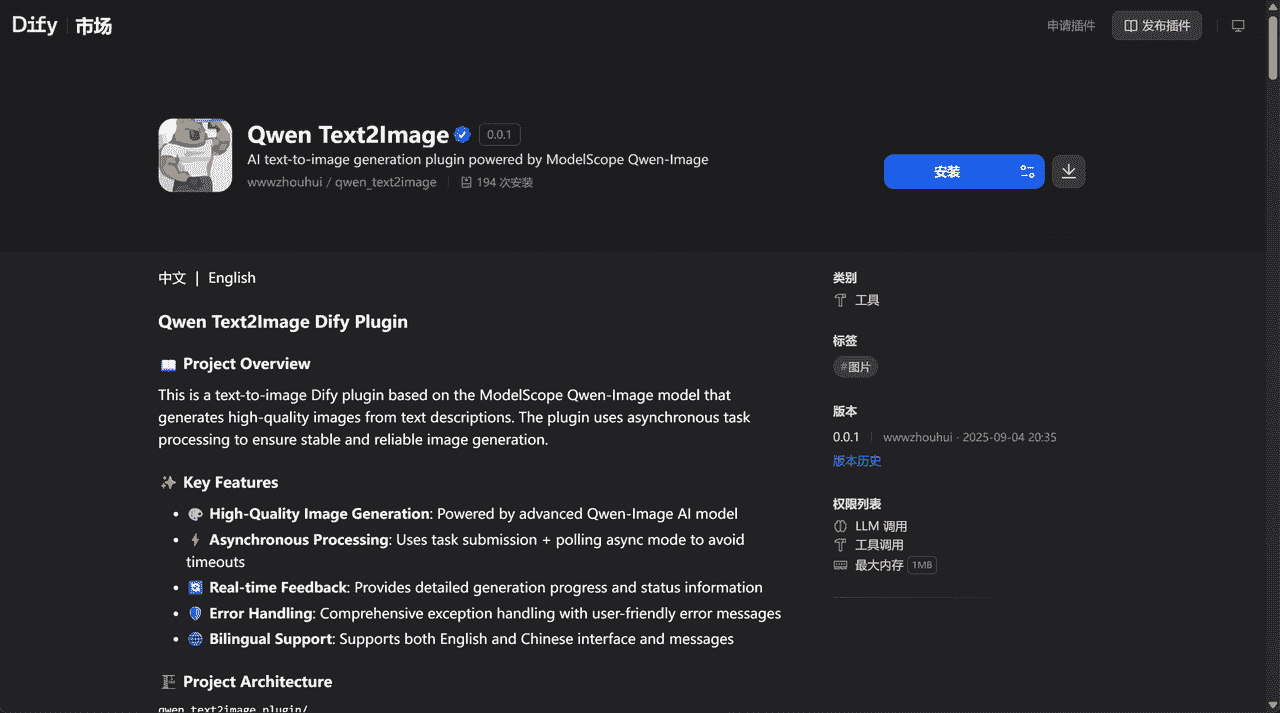 Dify 市场
申请插件
发布插件
Qwen Text2Image 0.0.1
AI text-to-image generation plugin powered by ModelScope Qwen-Image
wwwzhouhui / qwen_text2image 194 次安装
安装
中文 | English
Qwen Text2Image Dify Plugin
Project Overview
This is a text-to-image Dify plugin based on the ModelScope Qwen-Image model that
generates high-quality images from text descriptions. The plugin uses asynchronous task
processing to ensure stable and reliable image generation.
Key Features
High-Quality Image Generation: Powered by advanced Qwen-Image AI model
Asynchronous Processing: Uses task submission + polling async mode to avoid
timeouts
Real-time Feedback: Provides detailed generation progress and status information
Error Handling: Comprehensive exception handling with user-friendly error messages
Bilingual Support: Supports both English and Chinese interface and messages
Project Architecture
qwen_text2image_plugin/
类别
工具
标签
#图片
版本
0.0.1 wwwzhouhui · 2025-09-04 20:35
版本历史
权限列表
LLM 调用
工具调用
最大内存 1MB